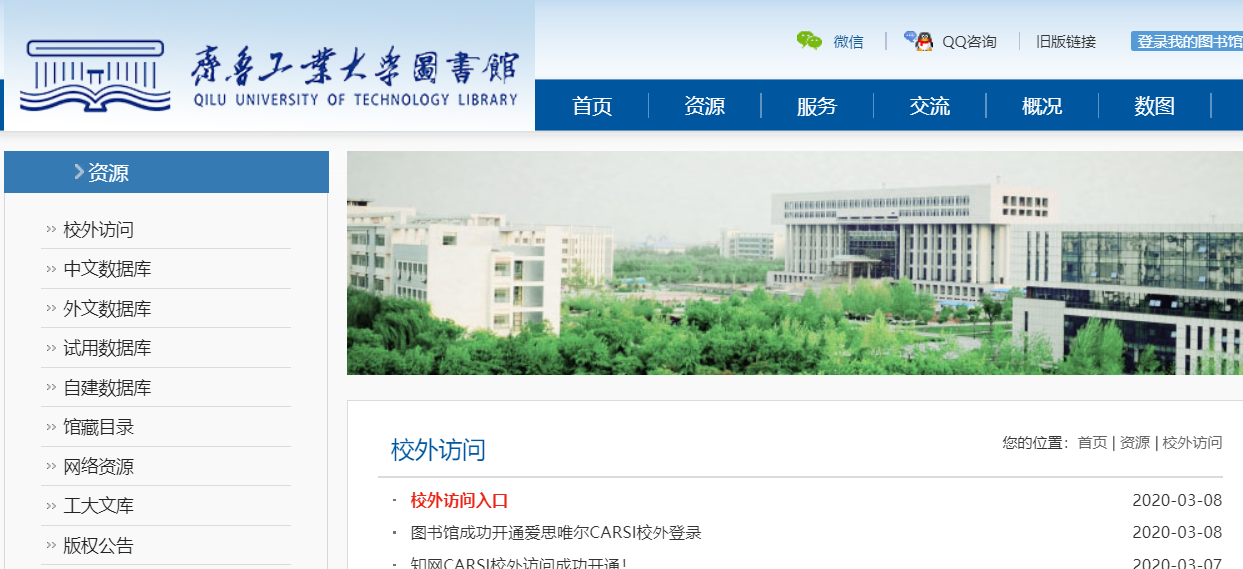 微信 | QQ咨询 | 旧版链接 登录我的图书馆
齊魯工業大學圖書館
QILU UNIVERSITY OF TECHNOLOGY LIBRARY
首页 资源 服务 交流 概况 数图
资源
校外访问
中文数据库
外文数据库
试用数据库
自建数据库
馆藏目录
网络资源
工大文库
版权公告
校外访问
您的位置：首页 | 资源 | 校外访问
校外访问入口 2020-03-08
图书馆成功开通爱思唯尔CARSI校外登录 2020-03-08
知网CARSI校外访问成功开通！ 2020-03-07